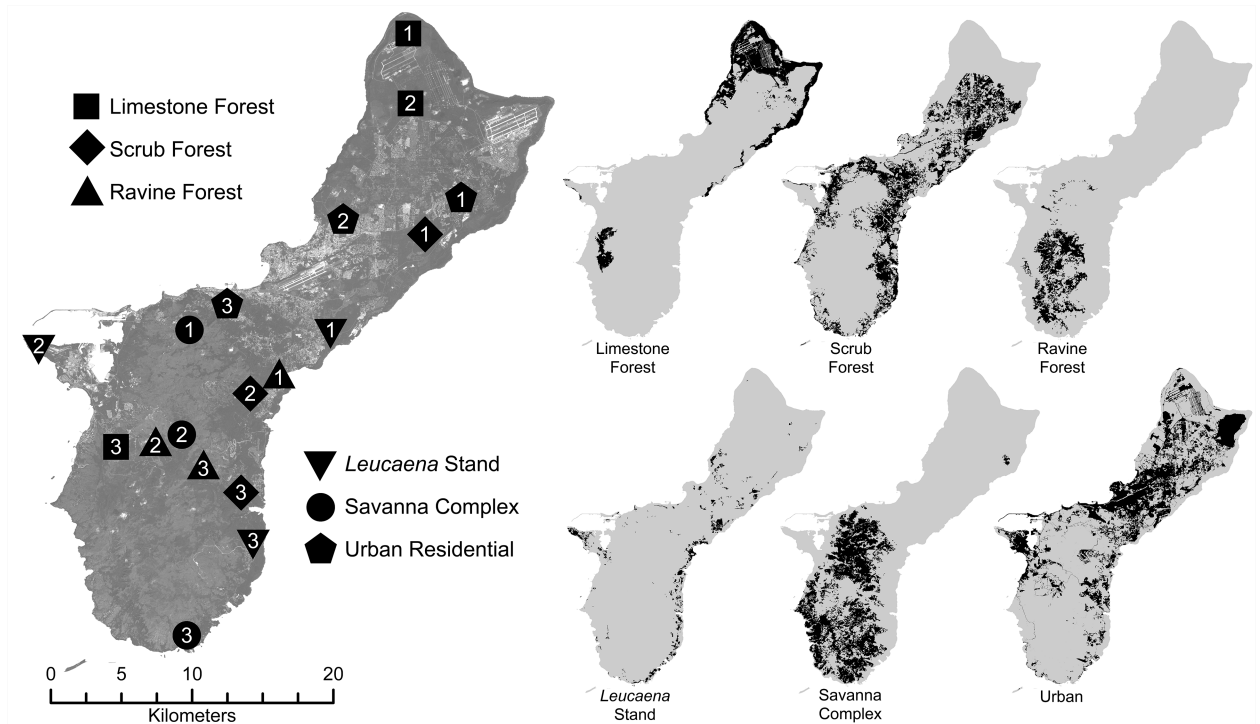 1
2
Limestone Forest
Scrub Forest
Ravine Forest
1
2
1
3
1
1
2
1
2
2
3
2
3
3
Leucaena Stand
Savanna Complex
Urban Residential
3
3
0 5 10 20
Kilometers
Limestone
Forest
Scrub
Forest
Ravine
Forest
Leucaena
Stand
Savanna
Complex
Urban